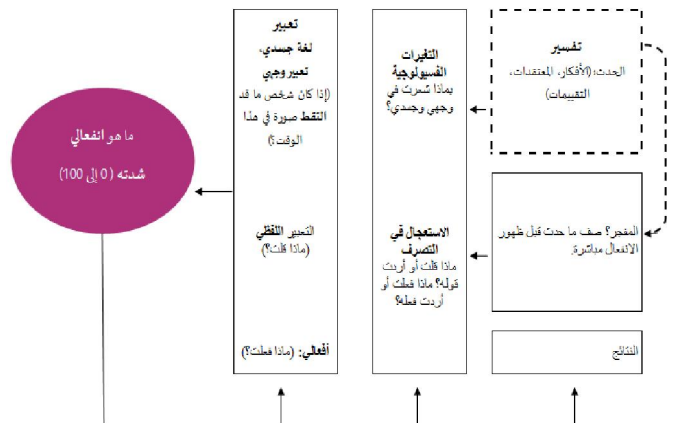 تفسير
الحدث: (الأفكار، المعتقدات،
التقييمات)
المفجر؟ صف ما حدث قبل ظهور
الانفعال مباشرة.
النتائج
التغيرات
الفسيولوجية
بماذا شعرت في
وجهي وجسدي؟
الاستعجال في
التصرف
ماذا قلت أو أردت
قوله؟ ماذا فعلت أو
أردت فعله؟
تعبير
لغة جسدي،
تعبير وجهي
(إذا كان شخص ما قد
التقط صورة في هذا
الوقت؟)
التعبير اللفظي
(ماذا قلت؟)
أفعالي: (ماذا فعلت؟)
ما هو انفعالي
شدته (0 إلى 100)